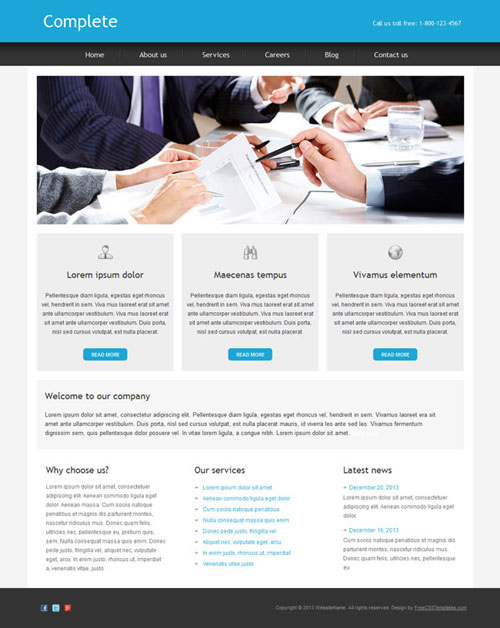 Complete
Call us toll free: 1-800-123-4567
Home About us Services Careers Blog Contact us
Lorem ipsum dolor
Pellentesque diam ligula, egestas eget rhoncus
vel, hendrerit in sem. Viva mus laoreet erat sit amet
ante ullamcorper vestibulum. Viva mus laoreet erat
sit amet ante ullamcorper vestibulum. Duis porta,
nisl sed cursus volutpat, est nulla placerat.
READ MORE
Maecenas tempus
Pellentesque diam ligula, egestas eget rhoncus
vel, hendrerit in sem. Viva mus laoreet erat sit amet
ante ullamcorper vestibulum. Viva mus laoreet erat
sit amet ante ullamcorper vestibulum. Duis porta,
nisl sed cursus volutpat, est nulla placerat.
READ MORE
Vivamus elementum
Pellentesque diam ligula, egestas eget rhoncus
vel, hendrerit in sem. Viva mus laoreet erat sit amet
ante ullamcorper vestibulum. Viva mus laoreet erat
sit amet ante ullamcorper vestibulum. Duis porta,
nisl sed cursus volutpat, est nulla placerat.
READ MORE
Welcome to our company
Lorem ipsum dolor sit amet, consectetur adipiscing elit. Pellentesque diam ligula, egestas eget rhoncus vel, hendrerit in sem. Vivamus laoreet erat
sit amet ante ullamcorper vestibulum. Duis porta, nisl sed cursus volutpat, est nulla placerat mauris, id viverra leo ante sed leo. Vivamus fermentum
dignissim sem, quis pellentesque dolor posuere vel. In vitae lorem ligula, a congue nibh. Lorem ipsum dolor sit amet.
Why choose us?
Lorem ipsum dolor sit amet, consectetuer
adipiscing elit. Aenean commodo ligula eget
dolor. Aenean massa. Cum sociis natoque
penatibus et magnis dis parturient montes,
nascetur ridiculus mus. Donec quam felis,
ultricies nec, pellentesque eu, pretium quis,
sem. Nulla consequat massa quis enim. Donec
pede justo, fringilla vel, aliquet nec, vulputate
eget, arcu. In enim justo, rhoncus ut, imperdiet
a, venenatis vitae, justo.
Our services
Lorem ipsum dolor sit amet
Aenean commodo ligula eget dolor.
Cum sociis natoque penatibus
Nulla consequat massa quis enim
Donec pede justo, fringilla vel
Aliquet nec, vulputate eget, arcu.
In enim justo, rhoncus ut, imperdiet
Venenatis vitae, justo
Latest news
December 20, 2013
Lorem ipsum dolor sit amet, consectetuer
adipiscing elit. Aenean commodo ligula eget
dolor. Aenean massa.
December 16, 2013
Cum sociis natoque penatibus et magnis dis
parturient montes, nascetur ridiculus mus.
Donec quam felis, ultricies nec, pellentesque
eu.
Copyright © 2013 WebsiteName. All rights reserved. Design by FreeCSSTemplates.com